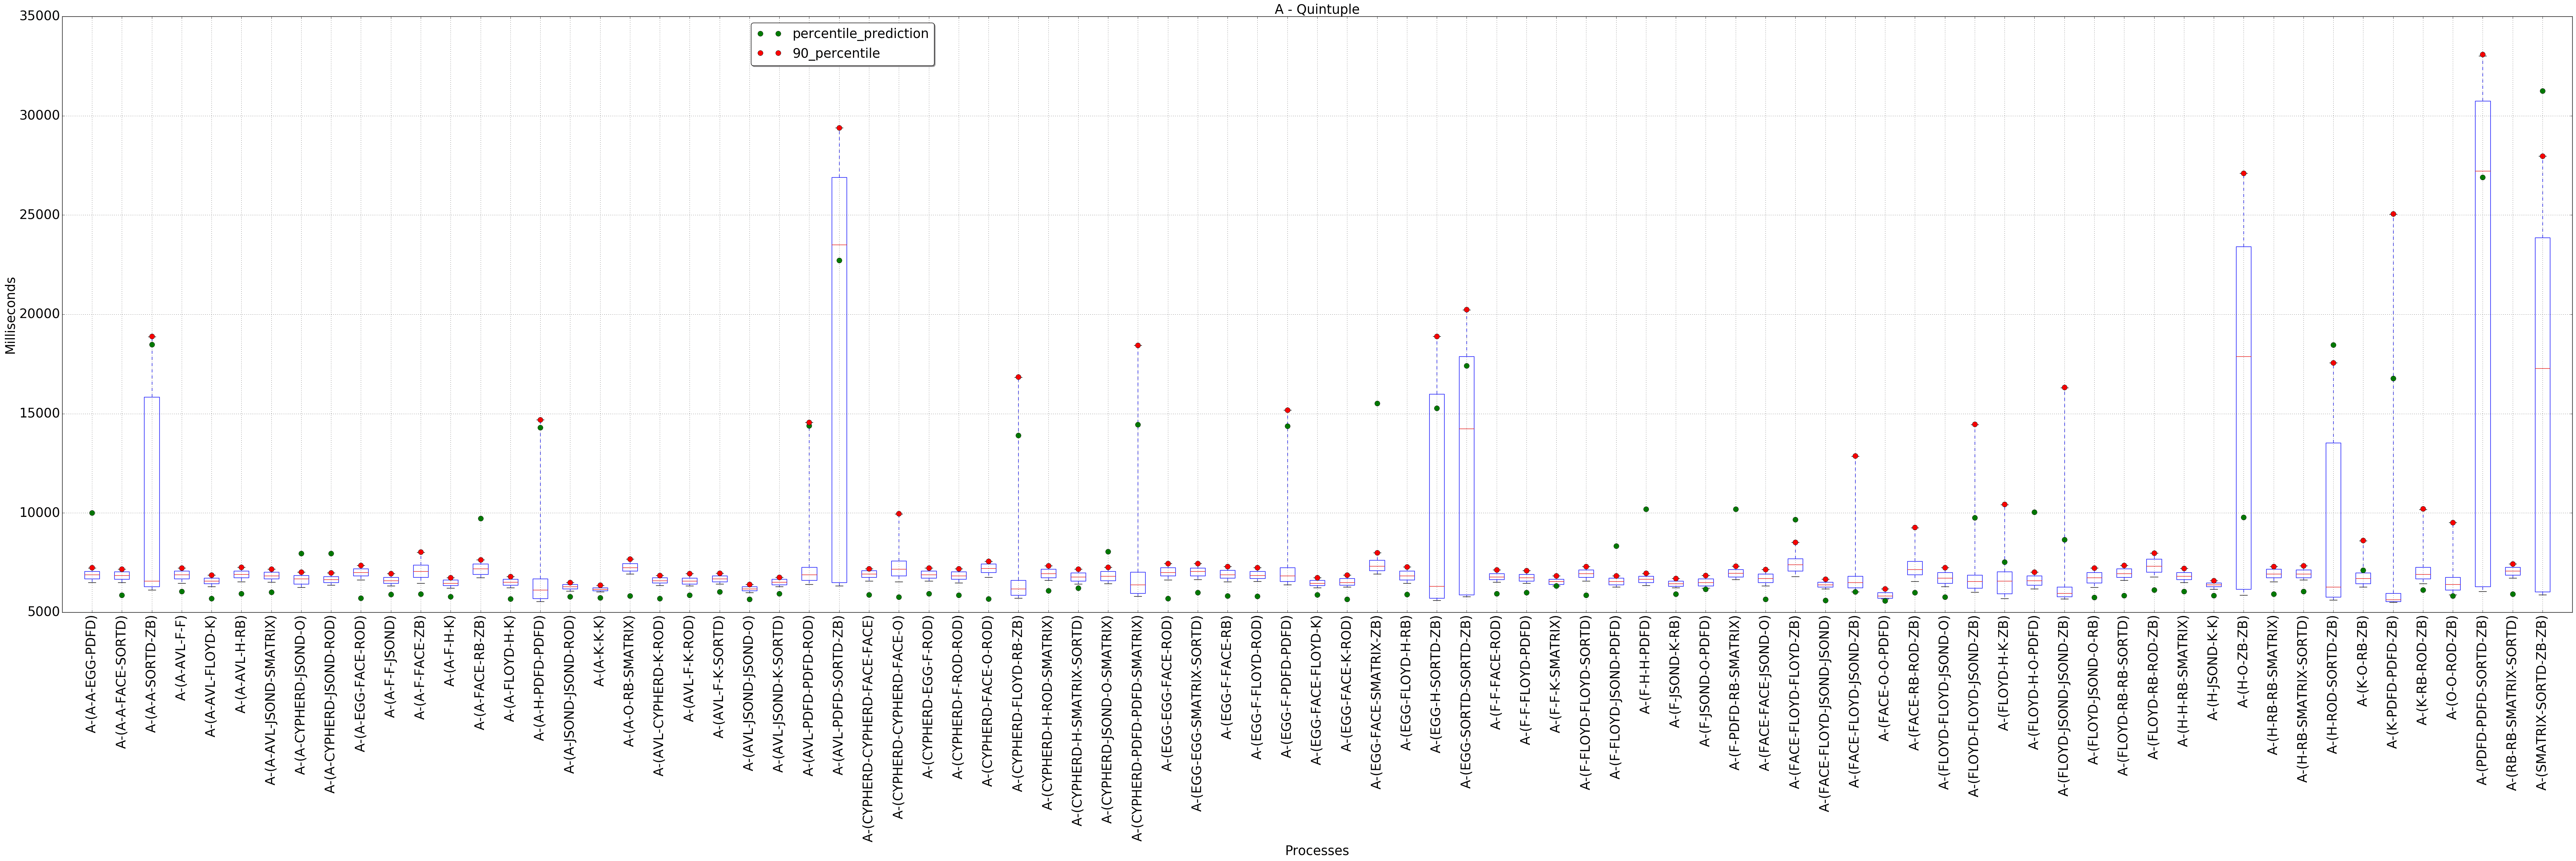 A - Quintuple
percentile_prediction
90_percentile
35000
30000
25000
20000
15000
10000
5000
Milliseconds
A-(A-A-EGG-PDFD)
A-(A-A-FACE-SORTD)
A-(A-A-SORTD-ZB)
A-(A-AVL-F-F)
A-(A-AVL-FLOYD-K)
A-(A-AVL-H-RB)
A-(A-AVL-JSOND-SMATRIX)
A-(A-CYPHERD-JSOND-O)
A-(A-CYPHERD-JSOND-ROD)
A-(A-EGG-FACE-ROD)
A-(A-F-F-JSOND)
A-(A-F-FACE-ZB)
A-(A-F-H-K)
A-(A-FACE-RB-ZB)
A-(A-FLOYD-H-K)
A-(A-H-PDFD-PDFD)
A-(A-JSOND-JSOND-ROD)
A-(A-K-K-K)
A-(A-O-RB-SMATRIX)
A-(AVL-CYPHERD-K-ROD)
A-(AVL-F-K-ROD)
A-(AVL-F-K-SORTD)
A-(AVL-JSOND-JSOND-O)
A-(AVL-JSOND-K-SORTD)
A-(AVL-PDFD-PDFD-ROD)
A-(AVL-PDFD-SORTD-ZB)
A-(CYPHERD-CYPHERD-FACE-FACE)
A-(CYPHERD-CYPHERD-FACE-O)
A-(CYPHERD-EGG-F-ROD)
A-(CYPHERD-F-ROD-ROD)
A-(CYPHERD-FACE-O-ROD)
A-(CYPHERD-FLOYD-RB-ZB)
A-(CYPHERD-H-ROD-SMATRIX)
A-(CYPHERD-H-SMATRIX-SORTD)
A-(CYPHERD-JSOND-O-SMATRIX)
A-(CYPHERD-PDFD-PDFD-SMATRIX)
A-(EGG-EGG-FACE-ROD)
A-(EGG-EGG-SMATRIX-SORTD)
A-(EGG-F-FACE-RB)
A-(EGG-F-FLOYD-ROD)
A-(EGG-F-PDFD-PDFD)
A-(EGG-FACE-FLOYD-K)
A-(EGG-FACE-K-ROD)
A-(EGG-FACE-SMATRIX-ZB)
A-(EGG-FLOYD-H-RB)
A-(EGG-H-SORTD-ZB)
A-(EGG-SORTD-SORTD-ZB)
A-(F-F-FACE-ROD)
A-(F-F-FLOYD-PDFD)
A-(F-F-K-SMATRIX)
A-(F-FLOYD-FLOYD-SORTD)
A-(F-FLOYD-JSOND-PDFD)
A-(F-H-H-PDFD)
A-(F-JSOND-K-RB)
A-(F-JSOND-O-PDFD)
A-(F-PDFD-RB-SMATRIX)
A-(FACE-FACE-JSOND-O)
A-(FACE-FLOYD-FLOYD-ZB)
A-(FACE-FLOYD-JSOND-JSOND)
A-(FACE-FLOYD-JSOND-ZB)
A-(FACE-O-O-PDFD)
A-(FACE-RB-ROD-ZB)
A-(FLOYD-FLOYD-JSOND-O)
A-(FLOYD-FLOYD-JSOND-ZB)
A-(FLOYD-H-K-ZB)
A-(FLOYD-H-O-PDFD)
A-(FLOYD-JSOND-JSOND-ZB)
A-(FLOYD-JSOND-O-RB)
A-(FLOYD-RB-RB-SORTD)
A-(FLOYD-RB-ROD-ZB)
A-(H-H-RB-SMATRIX)
A-(H-JSOND-K-K)
A-(H-O-ZB-ZB)
A-(H-RB-RB-SMATRIX)
A-(H-RB-SMATRIX-SORTD)
A-(H-ROD-SORTD-ZB)
A-(K-O-RB-ZB)
A-(K-PDFD-PDFD-ZB)
A-(K-RB-ROD-ZB)
A-(O-O-ROD-ZB)
A-(PDFD-PDFD-SORTD-ZB)
A-(RB-RB-SMATRIX-SORTD)
A-(SMATRIX-SORTD-ZB-ZB)
Processes